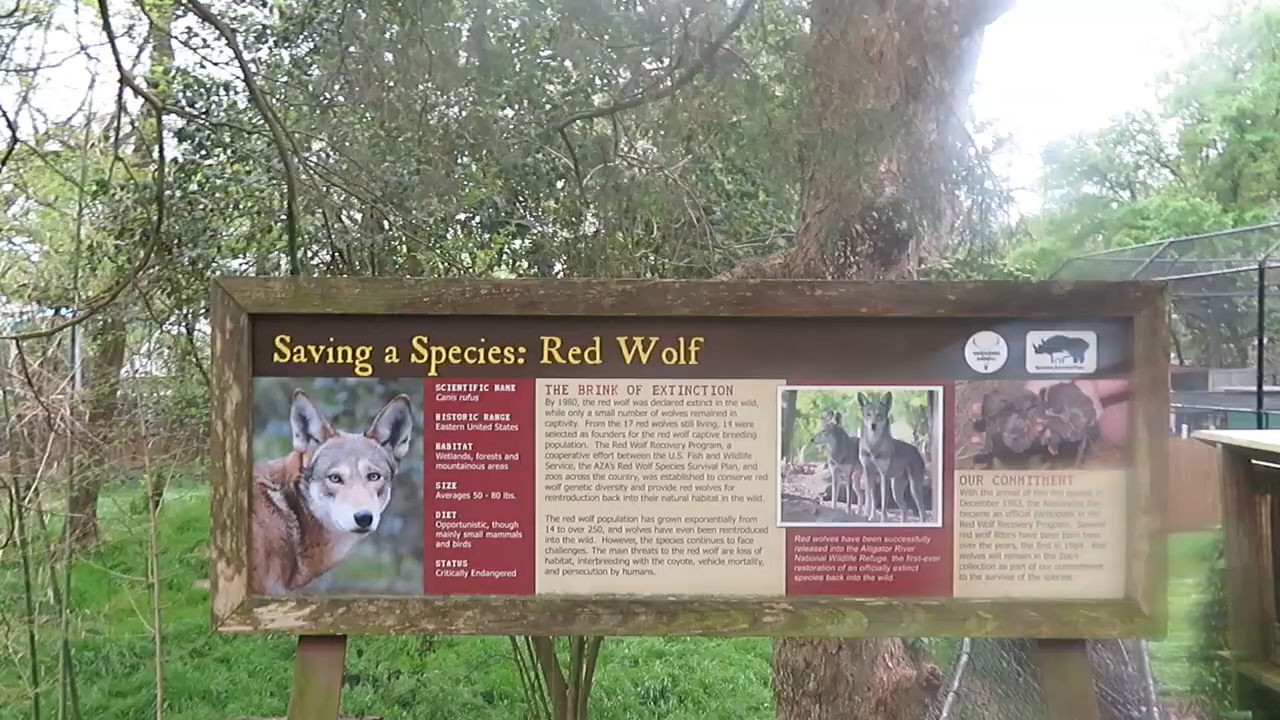 Saving a Species: Red Wolf
SCIENTIFIC NAME
Canis rufus
HISTORIC RANGE
Eastern United States
HABITAT
Wetlands, forests and
mountainous areas
SIZE
Averages 50 - 80 lbs.
DIET
Opportunistic, though
mainly small mammals
and birds
STATUS
Critically Endangered
THE BRINK OF EXTINCTION
By 1980, the red wolf was declared extinct in the wild,
while only a small number of wolves remained in
captivity. From the 17 red wolves still living, 14 were
selected as founders for the red wolf captive breeding
population. The Red Wolf Recovery Program, a
cooperative effort between the U.S. Fish and Wildlife
Service, the AZA's Red Wolf Species Survival Plan, and
zoos across the country, was established to conserve red
wolf genetic diversity and provide red wolves for
reintroduction back into their natural habitat in the wild.
The red wolf population has grown exponentially from
14 to over 250, and wolves have even been reintroduced
into the wild. However, the species continues to face
challenges. The main threats to the red wolf are loss of
habitat, interbreeding with the coyote, vehicle mortality,
and persecution by humans.
Red wolves have been successfully
released into the Alligator River
National Wildlife Refuge, the first-ever
restoration of an officially extinct
species back into the wild.
Species Survival Plan
OUR COMMITMENT
With the arrival of in
December 1983, the Alexandria Zoo
became an official participant in the
Red Wolf Recovery Program. Several
red wolf litters have been born here
over the years, the first in 1984. Red
wolves will remain in the Zoo's
collection as part of our commitment
to the survival of the species.